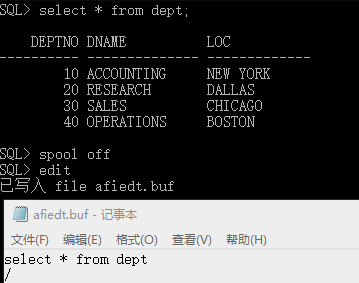 SQL> select * from dept;
DEPTNO DNAME LOC
---------- -------------- -------------
10 ACCOUNTING NEW YORK
20 RESEARCH DALLAS
30 SALES CHICAGO
40 OPERATIONS BOSTON
SQL> spool off
SQL> edit
已写入 file afiedt.buf
afiedt.buf - 记事本
文件(F) 编辑(E) 格式(O) 查看(V) 帮助(H)
select * from dept
/